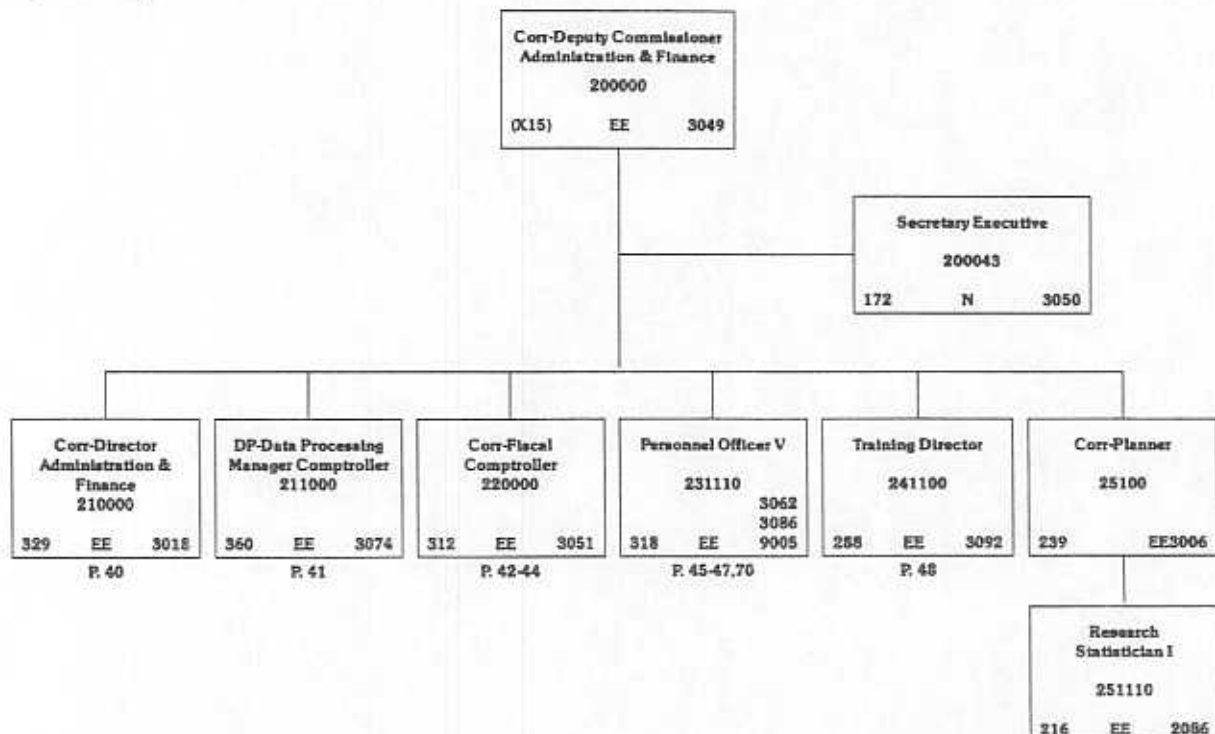 Corr-Deputy Commissioner
Administration & Finance
200000
(X15) EE 3049
Secretary Executive
200043
172 N 3050
Corr-Director
Administration &
Finance
210000
329 EE 3018
P. 40
DP-Data Processing
Manager Comptroller
211000
360 EE 3074
P. 41
Corr-Fiscal
Comptroller
220000
312 EE 3051
P. 42-44
Personnel Officer V
231110
3062
3086
318 EE 9005
P. 45-47,70
Training Director
241100
288 EE 3092
P. 48
Corr-Planner
25100
239 EE3006
Research
Statistician I
251110
216 EE 2086